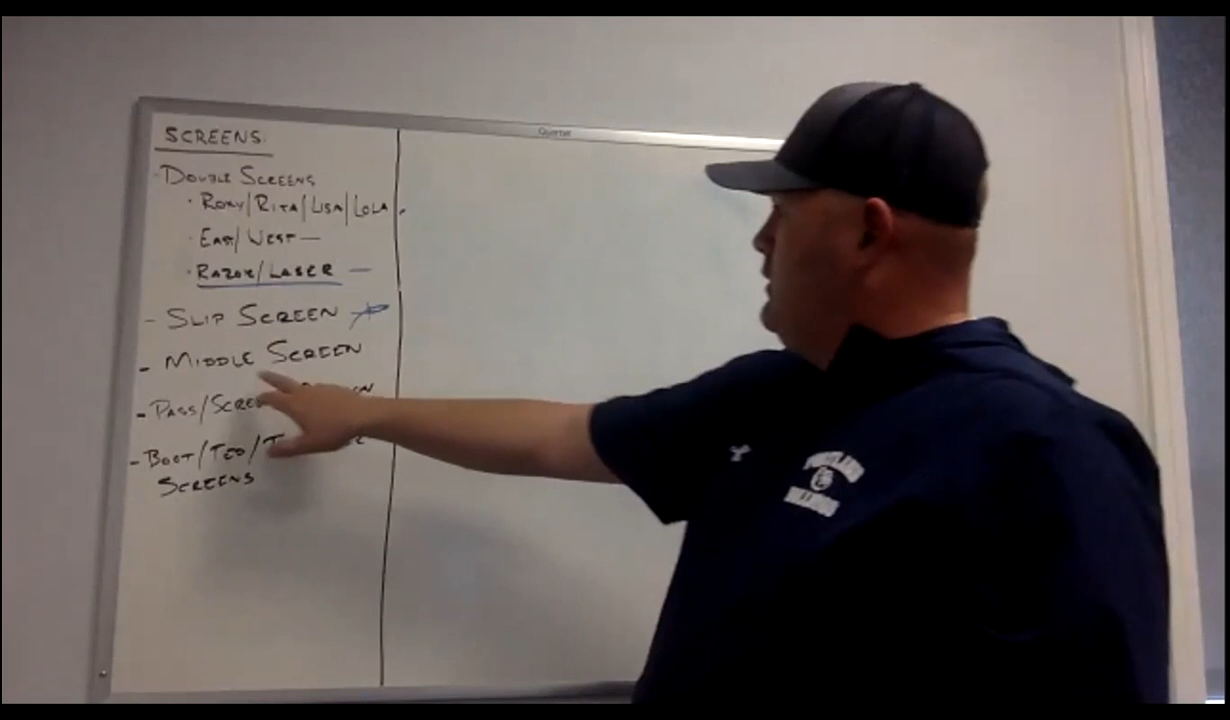 SCREENS
Quartet
- DOUBLE SCREENS
· ROXY/RITA/LISA/LOLA
· EAST/WEST —
· RAZOR/LASER —
- SLIP SCREEN
- MIDDLE SCREEN
- PASS/
- BOOT/TED/
SCREENS